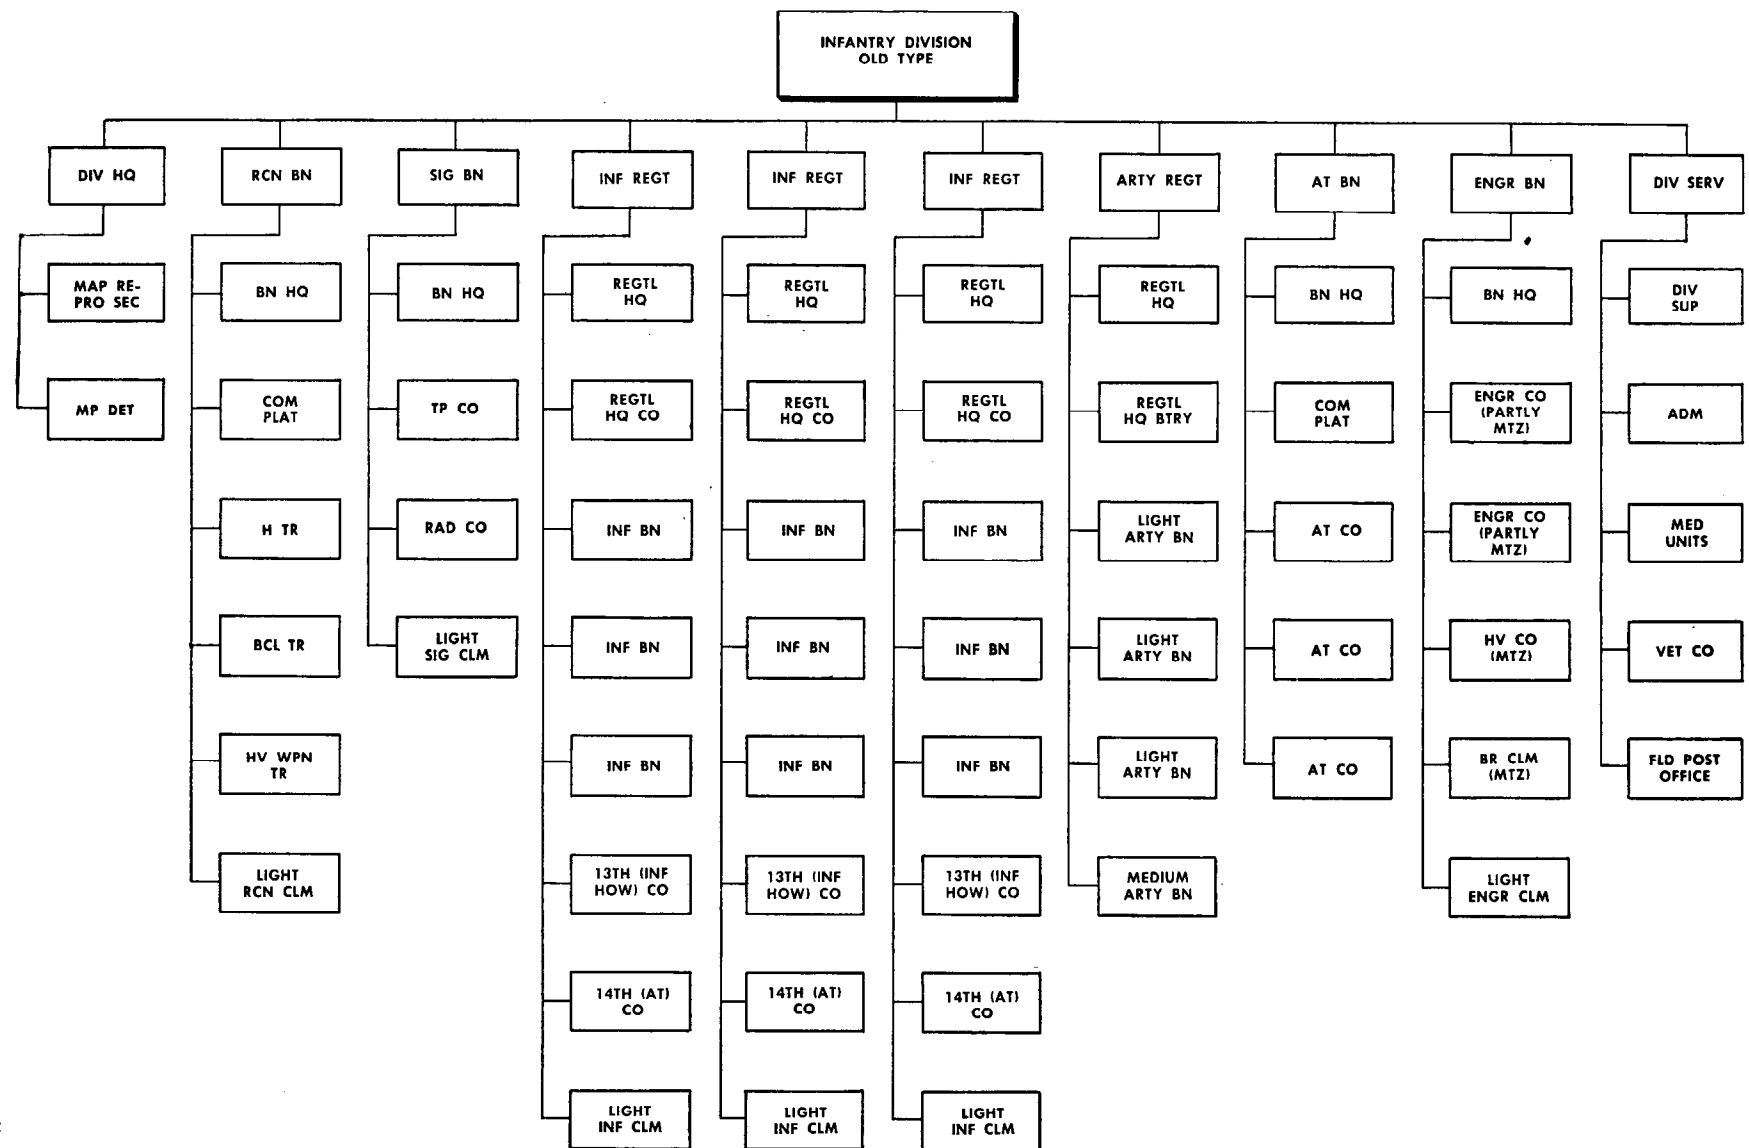 INFANTRY DIVISION
OLD TYPE
DIV HQ
RCN BN
SIG BN
INF REGT
INF REGT
INF REGT
ARTY REGT
AT BN
ENGR BN
DIV SERV
MAP RE-
PRO SEC
MP DET
BN HQ
COM
PLAT
H TR
BCL TR
HV WPN
TR
LIGHT
RCN CLM
BN HQ
TP CO
RAD CO
LIGHT
SIG CLM
REGTL
HQ
REGTL
HQ CO
INF BN
INF BN
INF BN
13TH (INF
HOW) CO
14TH (AT)
CO
LIGHT
INF CLM
REGTL
HQ
REGTL
HQ CO
INF BN
INF BN
INF BN
13TH (INF
HOW) CO
14TH (AT)
CO
LIGHT
INF CLM
REGTL
HQ
REGTL
HQ CO
INF BN
INF BN
INF BN
13TH (INF
HOW) CO
14TH (AT)
CO
LIGHT
INF CLM
REGTL
HQ
REGTL
HQ BTRY
LIGHT
ARTY BN
LIGHT
ARTY BN
LIGHT
ARTY BN
MEDIUM
ARTY BN
BN HQ
COM
PLAT
AT CO
AT CO
AT CO
BN HQ
ENGR CO
(PARTLY
MTZ)
ENGR CO
(PARTLY
MTZ)
HV CO
(MTZ)
BR CLM
(MTZ)
LIGHT
ENGR CLM
DIV
SUP
ADM
MED
UNITS
VET CO
FLD POST
OFFICE